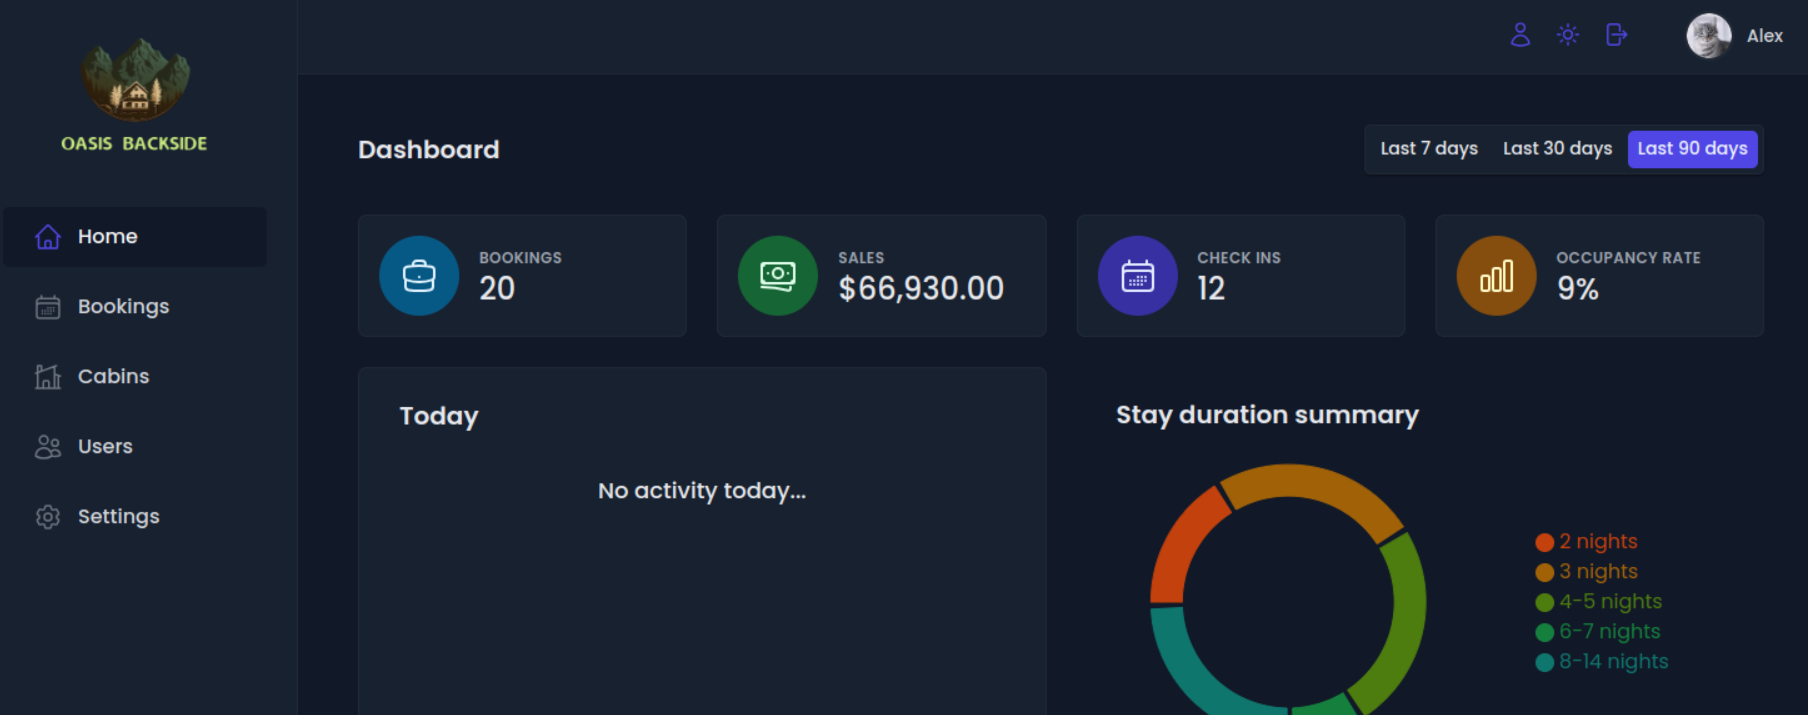 OASIS BACKSIDE
Home
Bookings
Cabins
Users
Settings
Alex
Dashboard
Last 7 days Last 30 days Last 90 days
BOOKINGS
20
SALES
$66,930.00
CHECK INS
12
OCCUPANCY RATE
9%
Today
No activity today...
Stay duration summary
2 nights
3 nights
4-5 nights
6-7 nights
8-14 nights